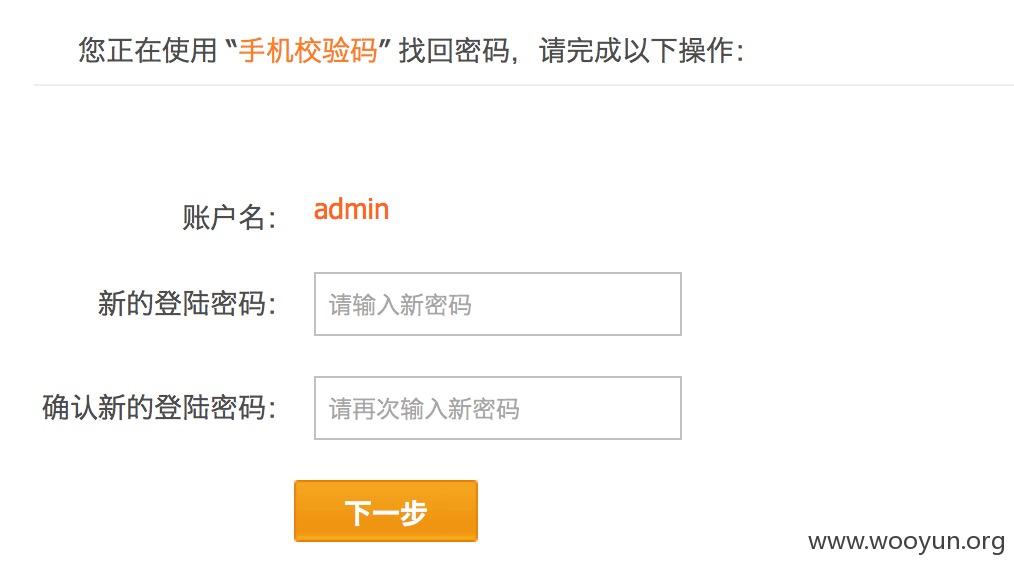 您正在使用 “手机校验码” 找回密码，请完成以下操作：
账户名： admin
新的登陆密码： 请输入新密码
确认新的登陆密码： 请再次输入新密码
下一步
www.wooyun.org